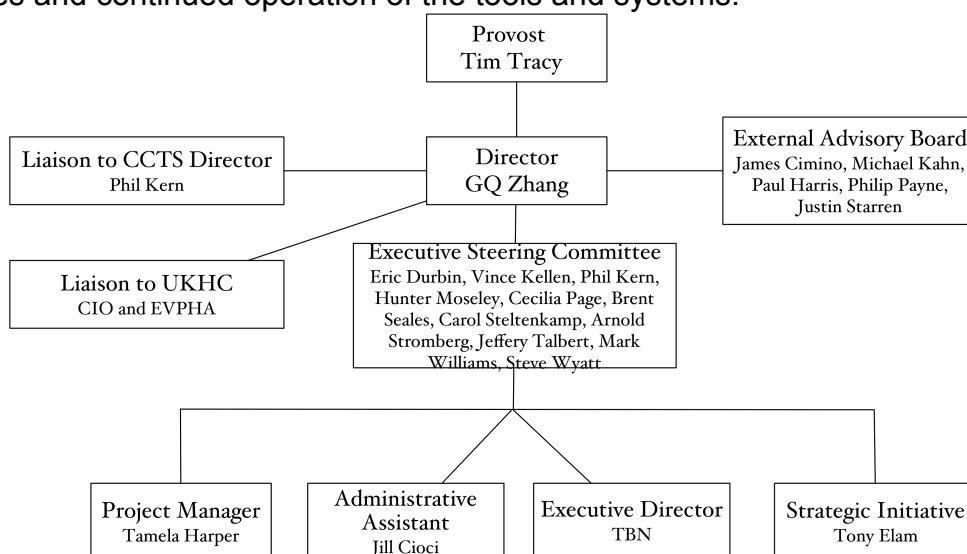 ss and continued operation of the tools and systems.
Provost
Tim Tracy
Liaison to CCTS Director
Phil Kern
Director
GQ Zhang
External Advisory Board
James Cimino, Michael Kahn,
Paul Harris, Philip Payne,
Justin Starren
Liaison to UKHC
CIO and EVPHA
Executive Steering Committee
Eric Durbin, Vince Kellen, Phil Kern,
Hunter Moseley, Cecilia Page, Brent
Seales, Carol Steltenkamp, Arnold
Stromberg, Jeffery Talbert, Mark
Williams, Steve Wyatt
Project Manager
Tamela Harper
Administrative
Assistant
Jill Cioci
Executive Director
TBN
Strategic Initiative
Tony Elam